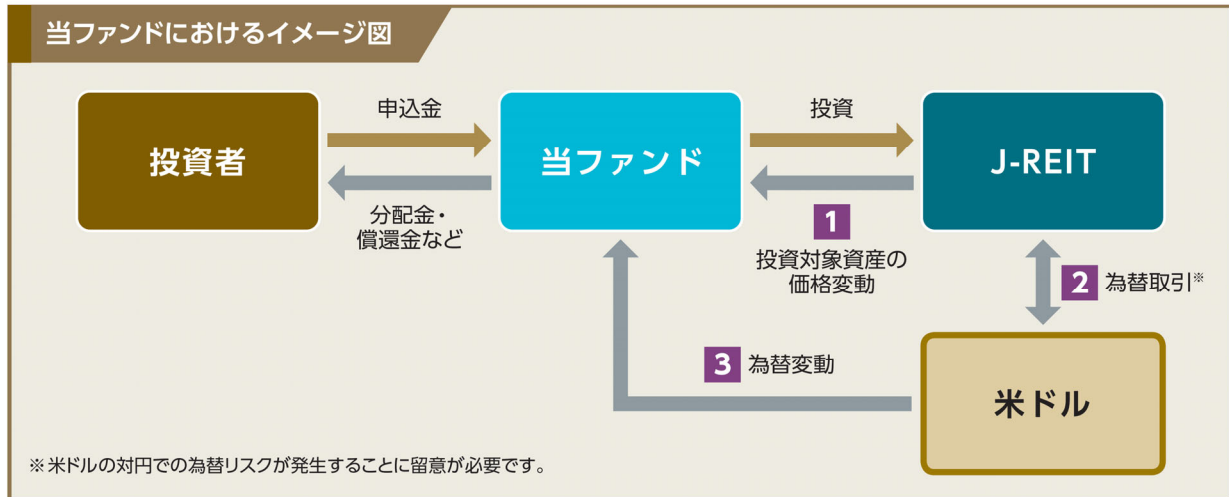 当ファンドにおけるイメージ図
申込金
投資
投資者
当ファンド
J-REIT
分配金・
償還金など
1
投資対象資産の
価格変動
2 為替取引※
3 為替変動
米ドル
※米ドルの対円での為替リスクが発生することに留意が必要です。